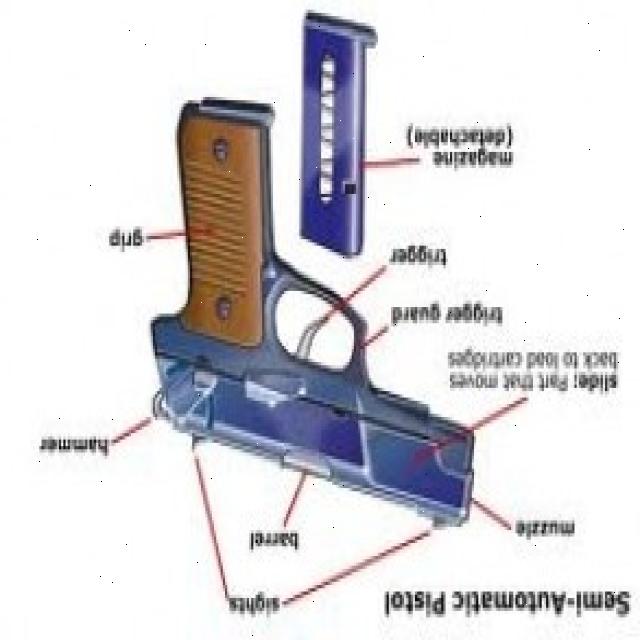 Semi-Automatic Pistol
sights
barrel
muzzle
hammer
slide: Part that moves
back to load cartridges
trigger guard
trigger
grip
magazine
(detachable)